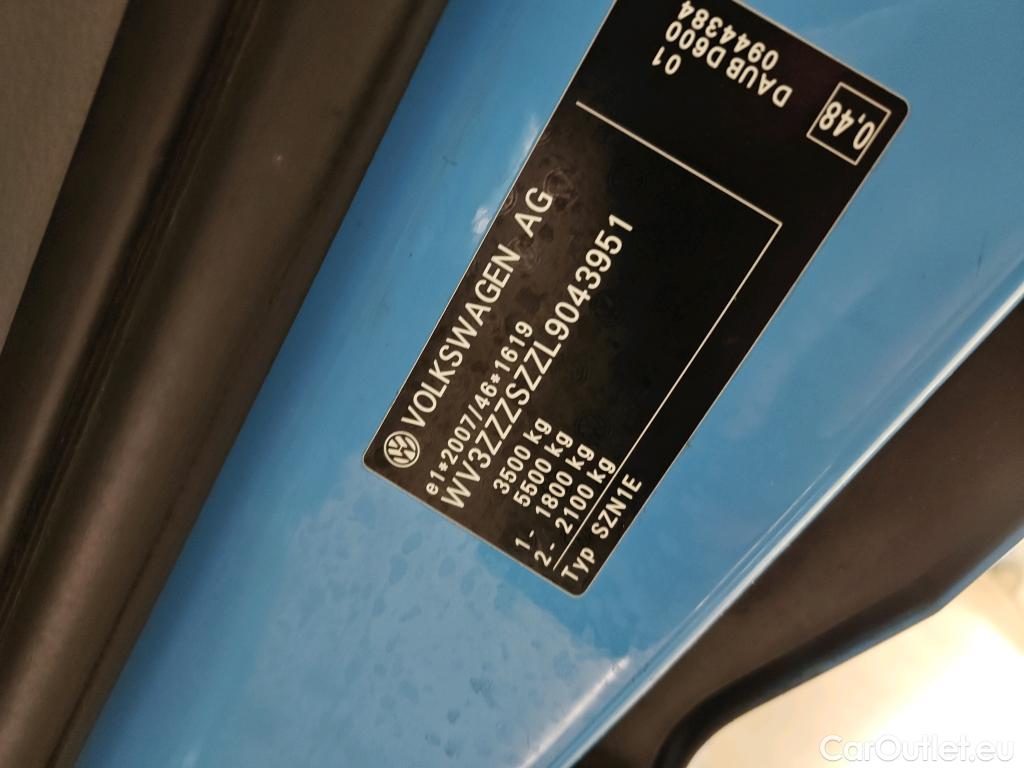 VOLKSWAGEN AG
e1*2007/46*1619
WV3ZZZSZZL9043951
3500 kg
5500 kg
1- 1800 kg
2- 2100 kg
Typ SZN1E
01
DAUB D600
0944384
0,48
CarOutlet.eu